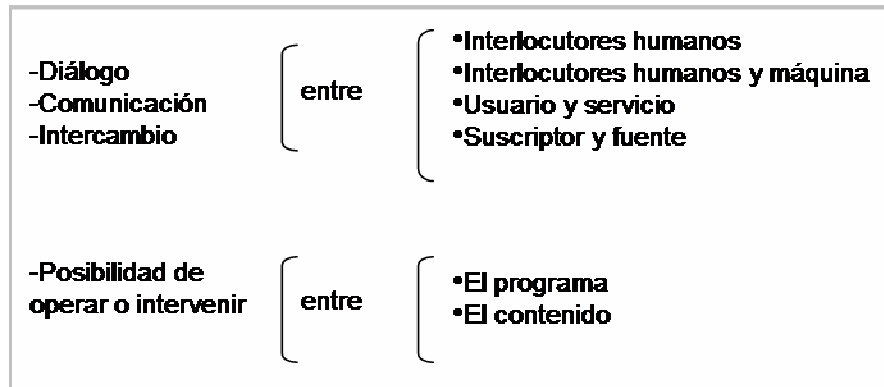 -Diálogo
-Comunicación
-Intercambio
entre
•Interlocutores humanos
•Interlocutores humanos y máquina
•Usuario y servicio
•Suscriptor y fuente
-Posibilidad de
operar o intervenir
entre
•El programa
•El contenido